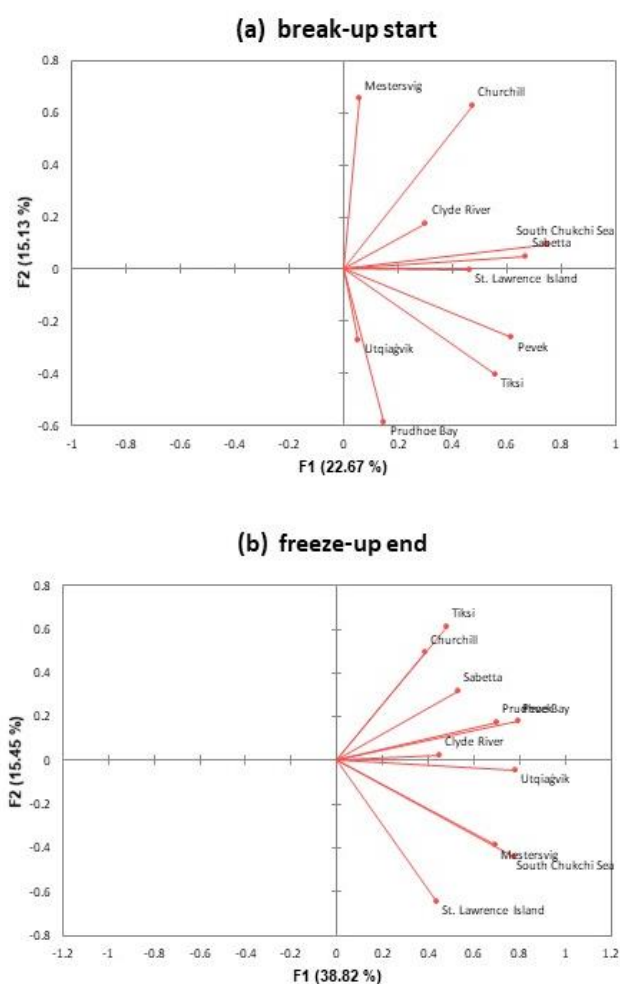 (a) break-up start
0.8
Mestersvig
Churchill
0.6
0.4
Clyde River
0.2
South Chukchi Sea
Sabetta
0
St. Lawrence Island
-0.2
Utqiaġvik
Pevek
-0.4
Tiksi
-0.6
Prudhoe Bay
-1 -0.8 -0.6 -0.4 -0.2 0 0.2 0.4 0.6 0.8 1
F2 (15.13 %)
F1 (22.67 %)
(b) freeze-up end
0.8
Tiksi
0.6
Churchill
0.4
Sabetta
0.2
Prudhoe Bay
Pevek
Clyde River
0
Utqiaġvik
-0.2
-0.4
Mestersvig
South Chukchi Sea
-0.6
St. Lawrence Island
-0.8
-1.2 -1 -0.8 -0.6 -0.4 -0.2 0 0.2 0.4 0.6 0.8 1 1.2
F2 (15.45 %)
F1 (38.82 %)